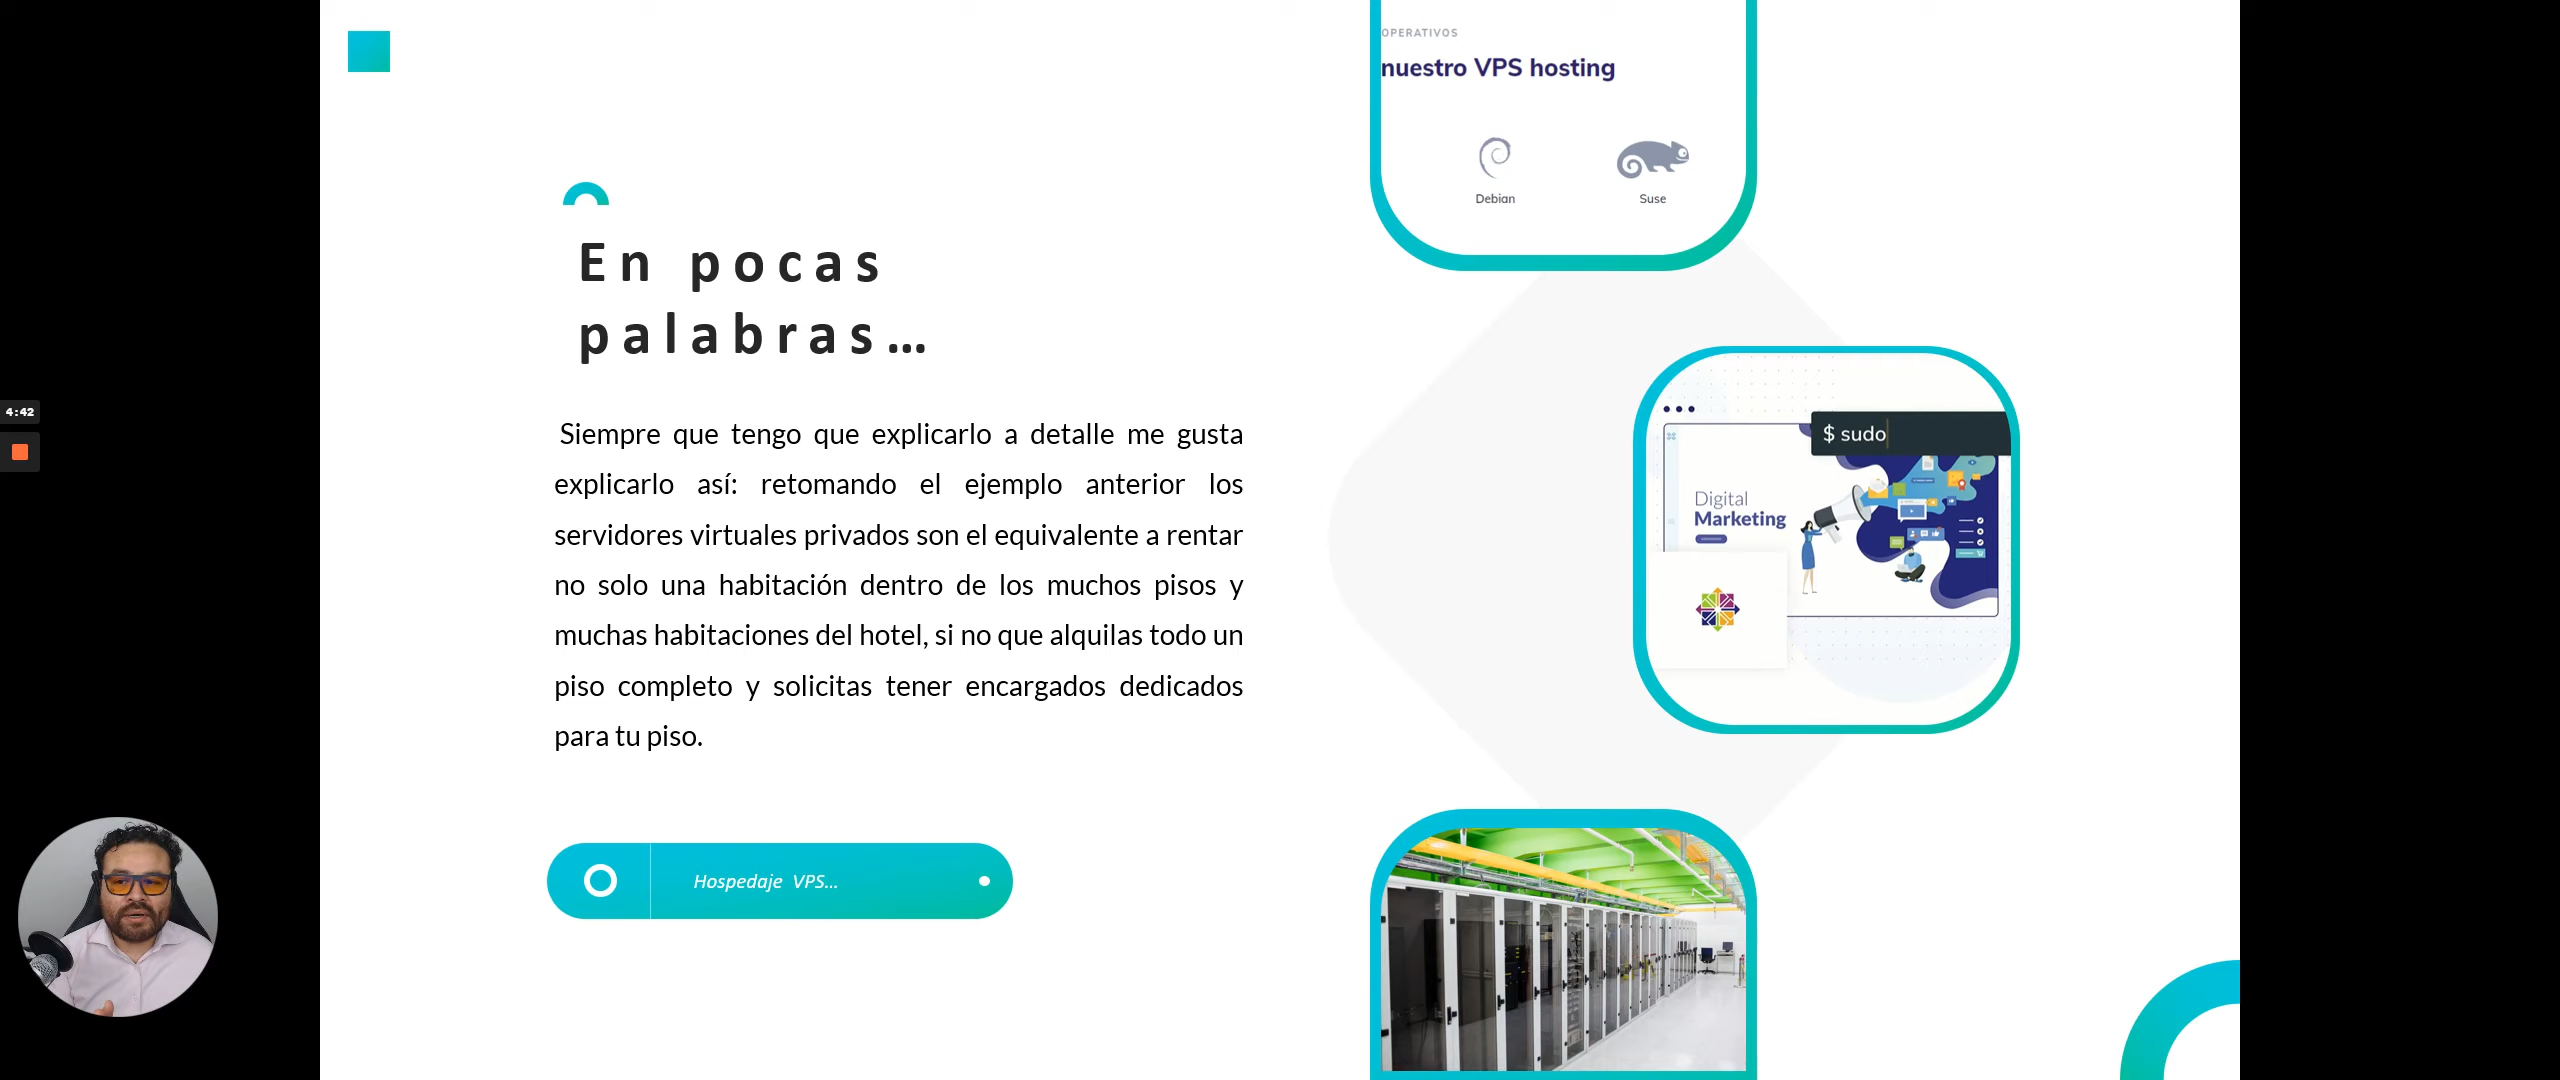 OPERATIVOS
nuestro VPS hosting
Debian
Suse
En pocas
palabras...
Siempre que tengo que explicarlo a detalle me gusta
explicarlo así: retomando el ejemplo anterior los
servidores virtuales privados son el equivalente a rentar
no solo una habitación dentro de los muchos pisos y
muchas habitaciones del hotel, si no que alquilas todo un
piso completo y solicitas tener encargados dedicados
para tu piso.
$ sudo
Digital
Marketing
4:42
Hospedaje VPS...